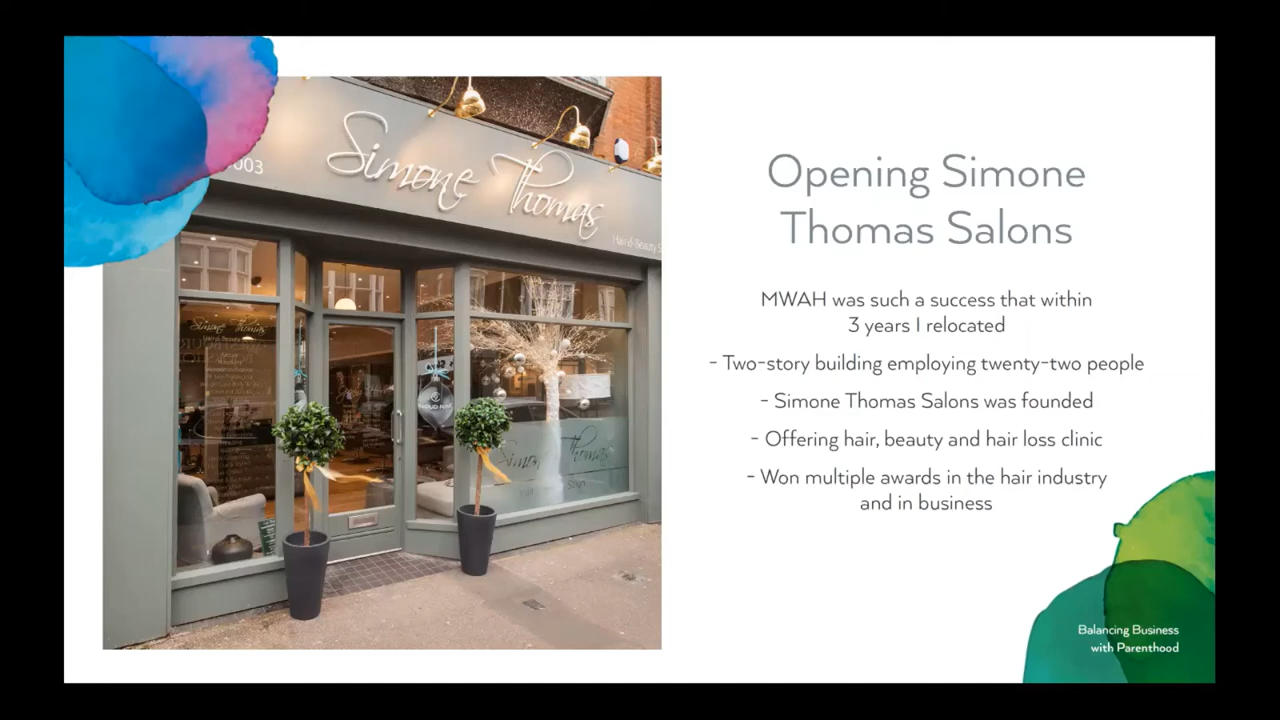 003
Simone Thomas
Simone Thomas
Opening Simone
Thomas Salons
MWAH was such a success that within
3 years I relocated
- Two-story building employing twenty-two people
- Simone Thomas Salons was founded
- Offering hair, beauty and hair loss clinic
- Won multiple awards in the hair industry
and in business
Balancing Business
with Parenthood